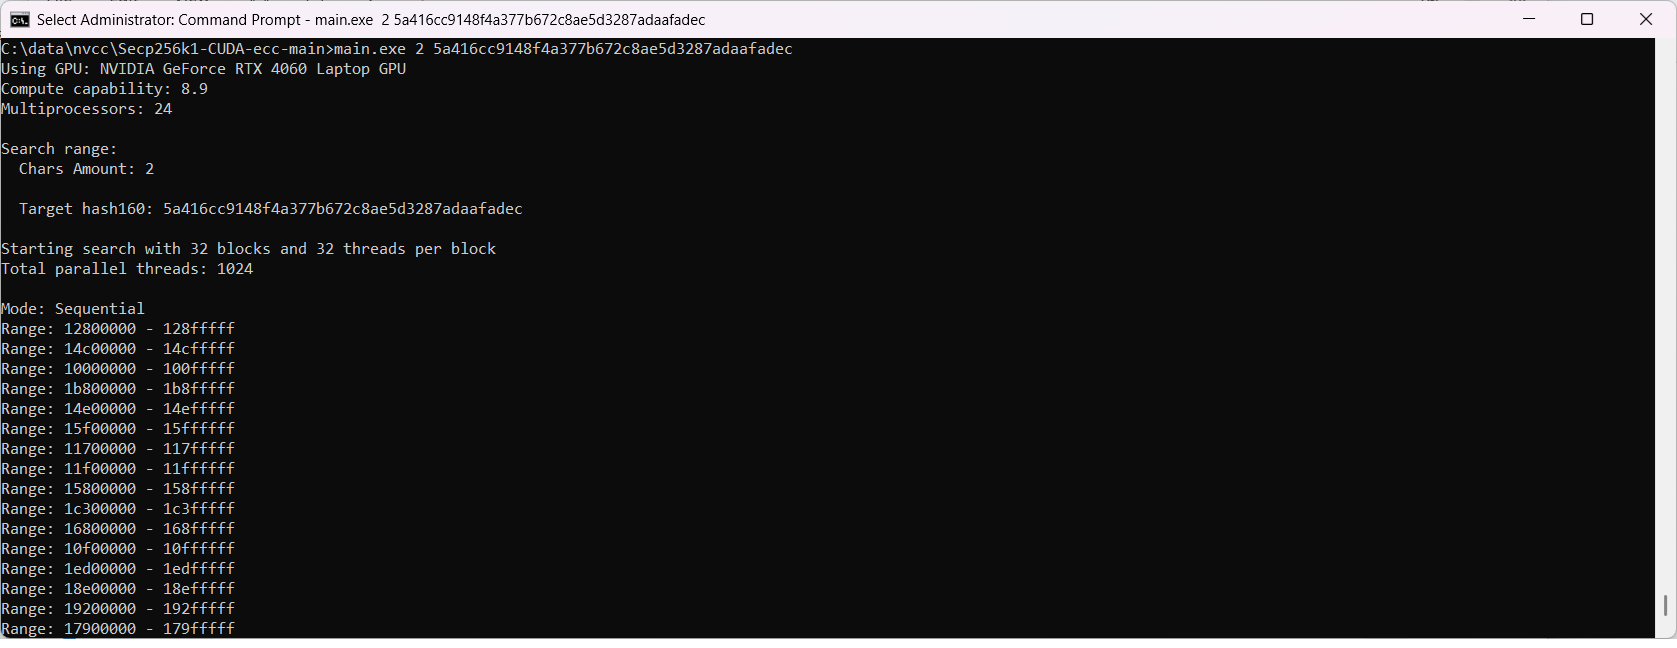 Select Administrator: Command Prompt - main.exe  2 5a416cc9148f4a377b672c8ae5d3287adaafadec
C:\data\nvcc\Secp256k1-CUDA-ecc-main>main.exe 2 5a416cc9148f4a377b672c8ae5d3287adaafadec
Using GPU: NVIDIA GeForce RTX 4060 Laptop GPU
Compute capability: 8.9
Multiprocessors: 24
Search range:
Chars Amount: 2
Target hash160: 5a416cc9148f4a377b672c8ae5d3287adaafadec
Starting search with 32 blocks and 32 threads per block
Total parallel threads: 1024
Mode: Sequential
Range: 12800000 - 128fffff
Range: 14c00000 - 14cfffff
Range: 10000000 - 100fffff
Range: 1b800000 - 1b8fffff
Range: 14e00000 - 14efffff
Range: 15f00000 - 15ffffff
Range: 11700000 - 117fffff
Range: 11f00000 - 11ffffff
Range: 15800000 - 158fffff
Range: 1c300000 - 1c3fffff
Range: 16800000 - 168fffff
Range: 10f00000 - 10ffffff
Range: 1ed00000 - 1edfffff
Range: 18e00000 - 18efffff
Range: 19200000 - 192fffff
Range: 17900000 - 179fffff